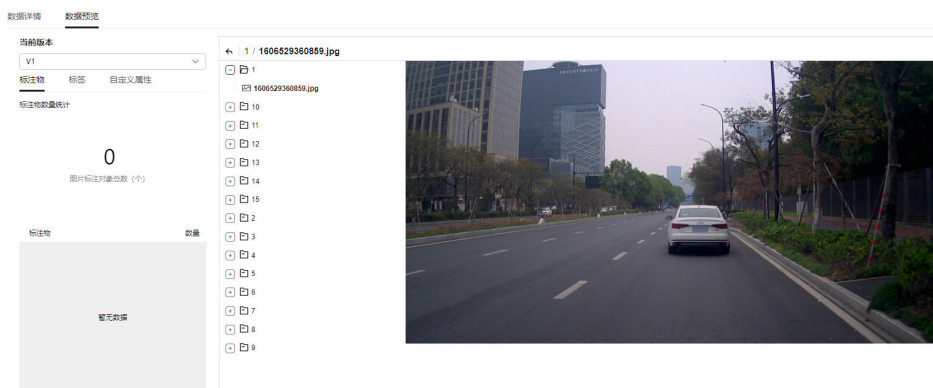 数据详情 数据预览
当前版本
V1
标注物 标签 自定义属性
标注物数量统计
0
图片标注对象总数（个）
标注物 数量
暂无数据
1 / 1606529360859.jpg
1
1606529360859.jpg
10
11
12
13
14
15
2
3
4
5
6
7
8
9